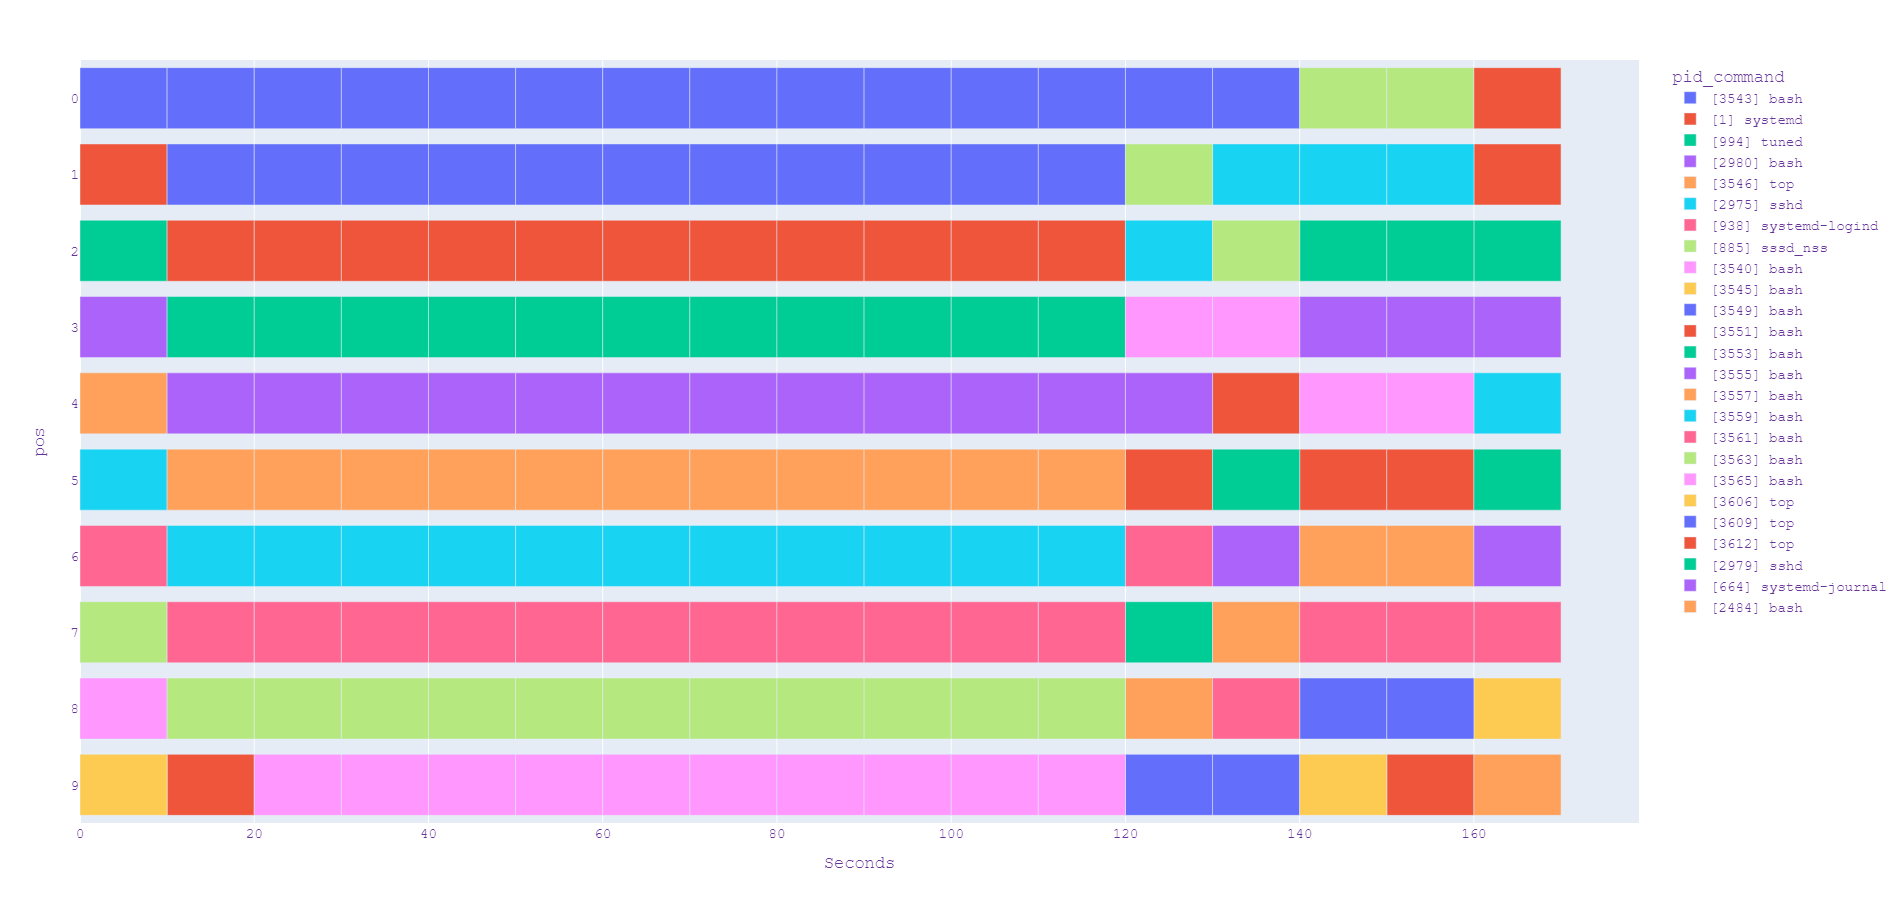 pid_command
[3543] bash
[1] systemd
[994] tuned
[2980] bash
[3546] top
[2975] sshd
[938] systemd-logind
[885] sssd_nss
[3540] bash
[3545] bash
[3549] bash
[3551] bash
[3553] bash
[3555] bash
[3557] bash
[3559] bash
[3561] bash
[3563] bash
[3565] bash
[3606] top
[3609] top
[3612] top
[2979] sshd
[664] systemd-journal
[2484] bash
pos
0
1
2
3
4
5
6
7
8
9
0 20 40 60 80 100 120 140 160
Seconds